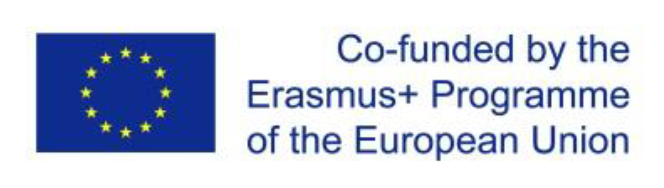 Co-funded by the
Erasmus+ Programme
of the European Union